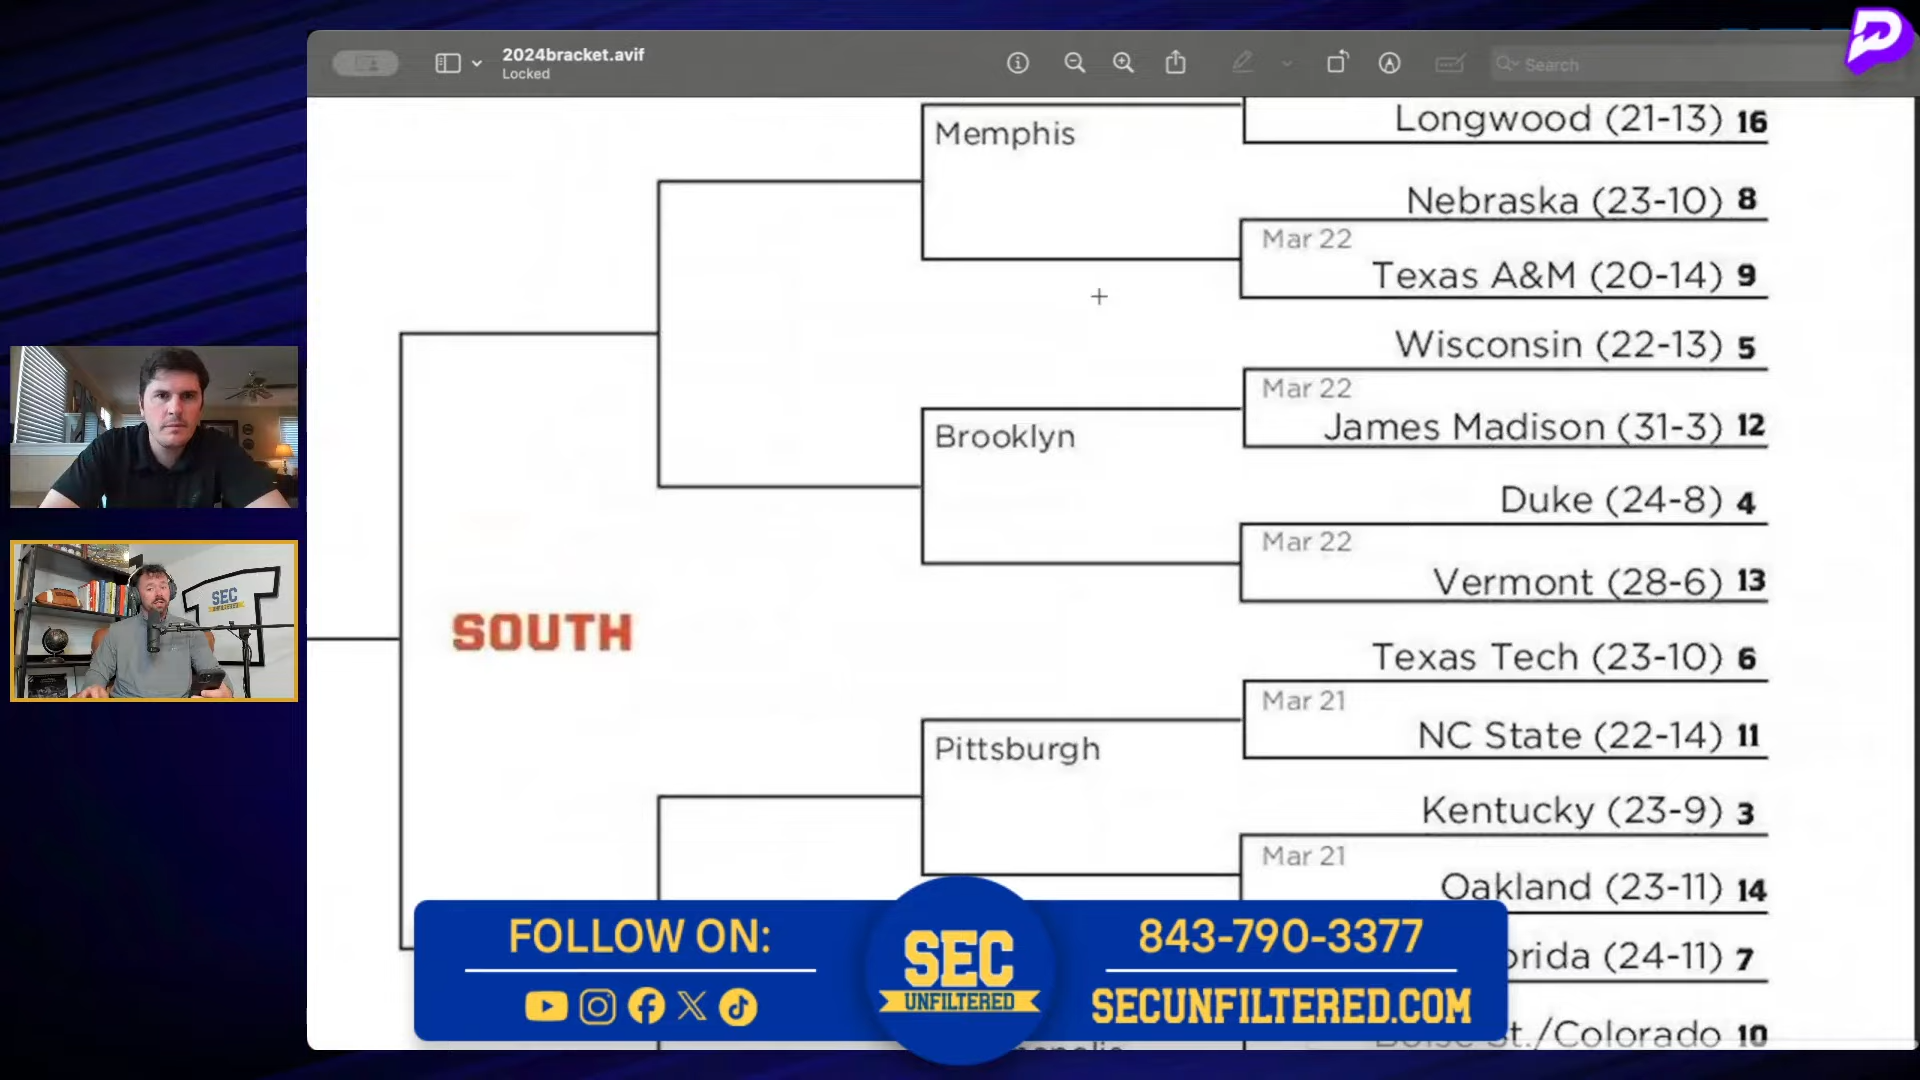 2024bracket.avif
Locked
Search
Memphis
Longwood (21-13) 16
Nebraska (23-10) 8
Mar 22
Texas A&M (20-14) 9
Wisconsin (22-13) 5
Mar 22
James Madison (31-3) 12
Brooklyn
Duke (24-8) 4
Mar 22
Vermont (28-6) 13
SOUTH
Texas Tech (23-10) 6
Mar 21
NC State (22-14) 11
Pittsburgh
Kentucky (23-9) 3
Mar 21
Oakland (23-11) 14
orida (24-11) 7
St./Colorado 10
FOLLOW ON:
SEC
UNFILTERED
843-790-3377
SECUNFILTERED.COM
SEC